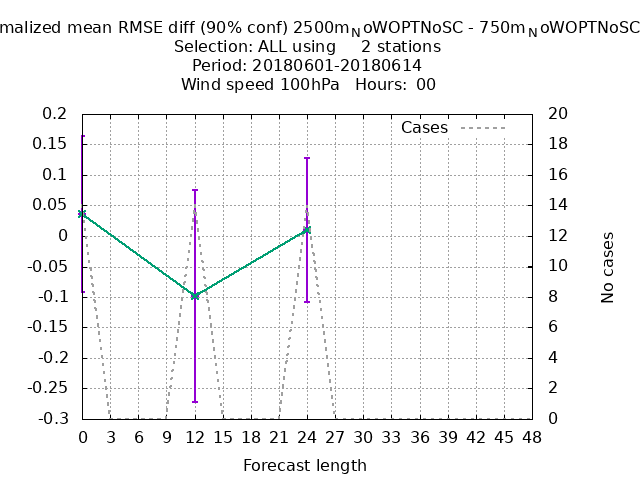 malized mean RMSE diff (90% conf) 2500mNoWOPTNoSC - 750mNoWOPTNoSC
Selection: ALL using 2 stations
Period: 20180601-20180614
Wind speed 100hPa Hours: 00
Cases
0.2
0.15
0.1
0.05
0
-0.05
-0.1
-0.15
-0.2
-0.25
-0.3
20
18
16
14
12
10
8
6
4
2
0
No cases
0 3 6 9 12 15 18 21 24 27 30 33 36 39 42 45 48
Forecast length